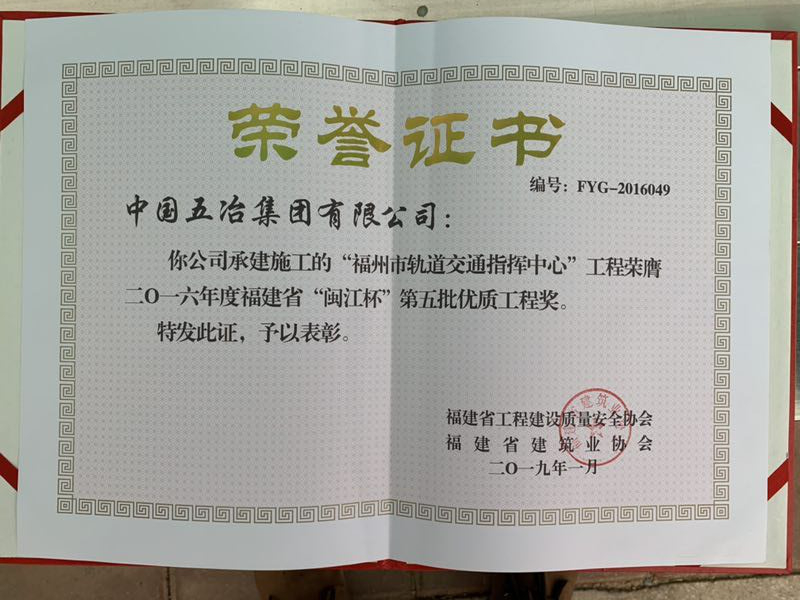 荣誉证书
编号：FYG-2016049
中国五冶集团有限公司：
你公司承建施工的“福州市轨道交通指挥中心”工程荣膺
二〇一六年度福建省“闽江杯”第五批优质工程奖。
特发此证，予以表彰。
福建省工程建设质量安全协会
福建省建筑业协会
二〇一九年一月